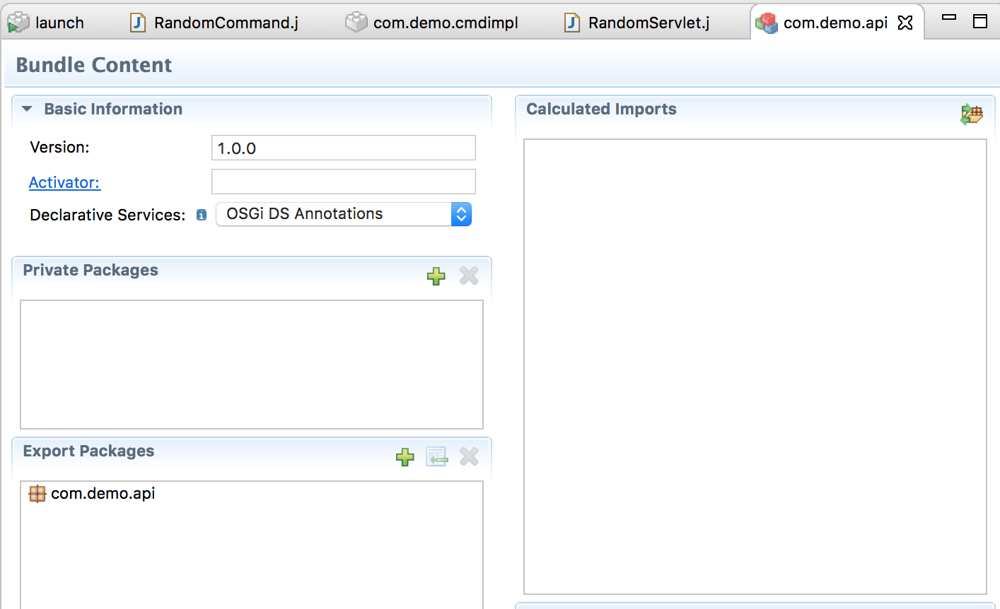 launch RandomCommand.j com.demo.cmdimpl RandomServlet.j com.demo.api
Bundle Content
Basic Information
Version: 1.0.0
Activator:
Declarative Services: OSGi DS Annotations
Private Packages
Export Packages
com.demo.api
Calculated Imports